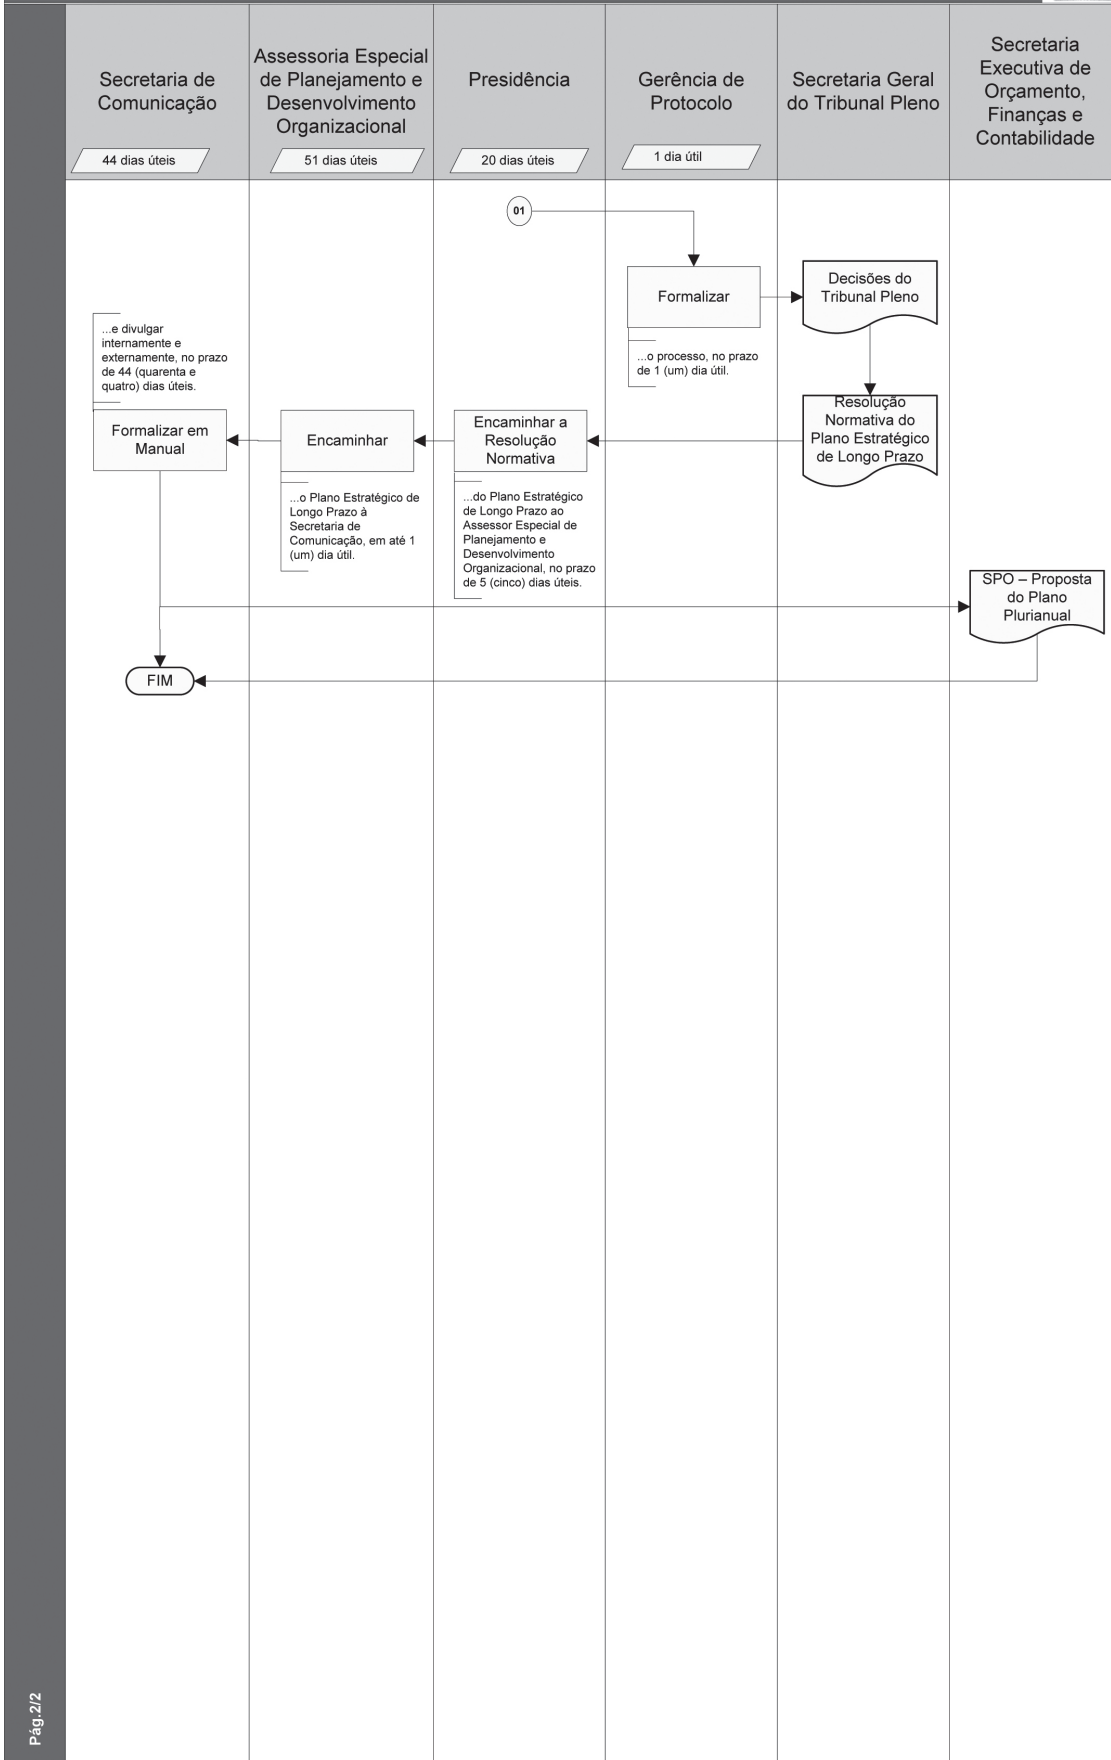 Secretaria de
Comunicação
44 dias úteis
Assessoria Especial
de Planejamento e
Desenvolvimento
Organizacional
51 dias úteis
Presidência
20 dias úteis
Gerência de
Protocolo
1 dia útil
Secretaria Geral
do Tribunal Pleno
Secretaria
Executiva de
Orçamento,
Finanças e
Contabilidade
01
Formalizar
...o processo, no prazo
de 1 (um) dia útil.
Decisões do
Tribunal Pleno
Resolução
Normativa do
Plano Estratégico
de Longo Prazo
Encaminhar a
Resolução
Normativa
...do Plano Estratégico
de Longo Prazo ao
Assessor Especial de
Planejamento e
Desenvolvimento
Organizacional, no prazo
de 5 (cinco) dias úteis.
Encaminhar
...o Plano Estratégico de
Longo Prazo à
Secretaria de
Comunicação, em até 1
(um) dia útil.
...e divulgar
internamente e
externamente, no prazo
de 44 (quarenta e
quatro) dias úteis.
Formalizar em
Manual
SPO – Proposta
do Plano
Plurianual
FIM
Pág.2/2